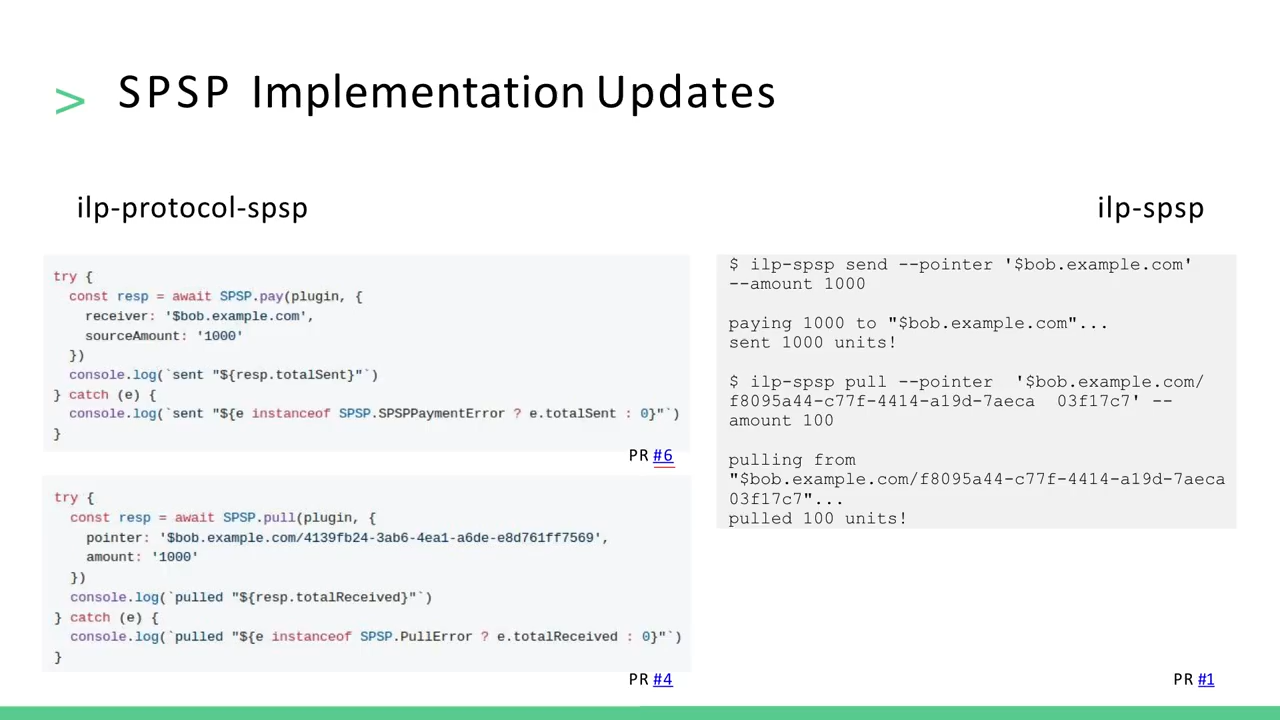 > SPSP Implementation Updates
ilp-protocol-spsp
try {
  const resp = await SPSP.pay(plugin, {
    receiver: '$bob.example.com',
    sourceAmount: '1000'
  })
  console.log(`sent "${resp.totalSent}"`)
} catch (e) {
  console.log(`sent "${e instanceof SPSP.SPSPPaymentError ? e.totalSent : 0}"`)
}
PR #6
try {
  const resp = await SPSP.pull(plugin, {
    pointer: '$bob.example.com/4139fb24-3ab6-4ea1-a6de-e8d761ff7569',
    amount: '1000'
  })
  console.log(`pulled "${resp.totalReceived}"`)
} catch (e) {
  console.log(`pulled "${e instanceof SPSP.PullError ? e.totalReceived : 0}"`)
}
PR #4
ilp-spsp
$ ilp-spsp send --pointer '$bob.example.com'
--amount 1000
paying 1000 to "$bob.example.com"...
sent 1000 units!
$ ilp-spsp pull --pointer '$bob.example.com/
f8095a44-c77f-4414-a19d-7aeca 03f17c7' --
amount 100
pulling from
"$bob.example.com/f8095a44-c77f-4414-a19d-7aeca
03f17c7"...
pulled 100 units!
PR #1